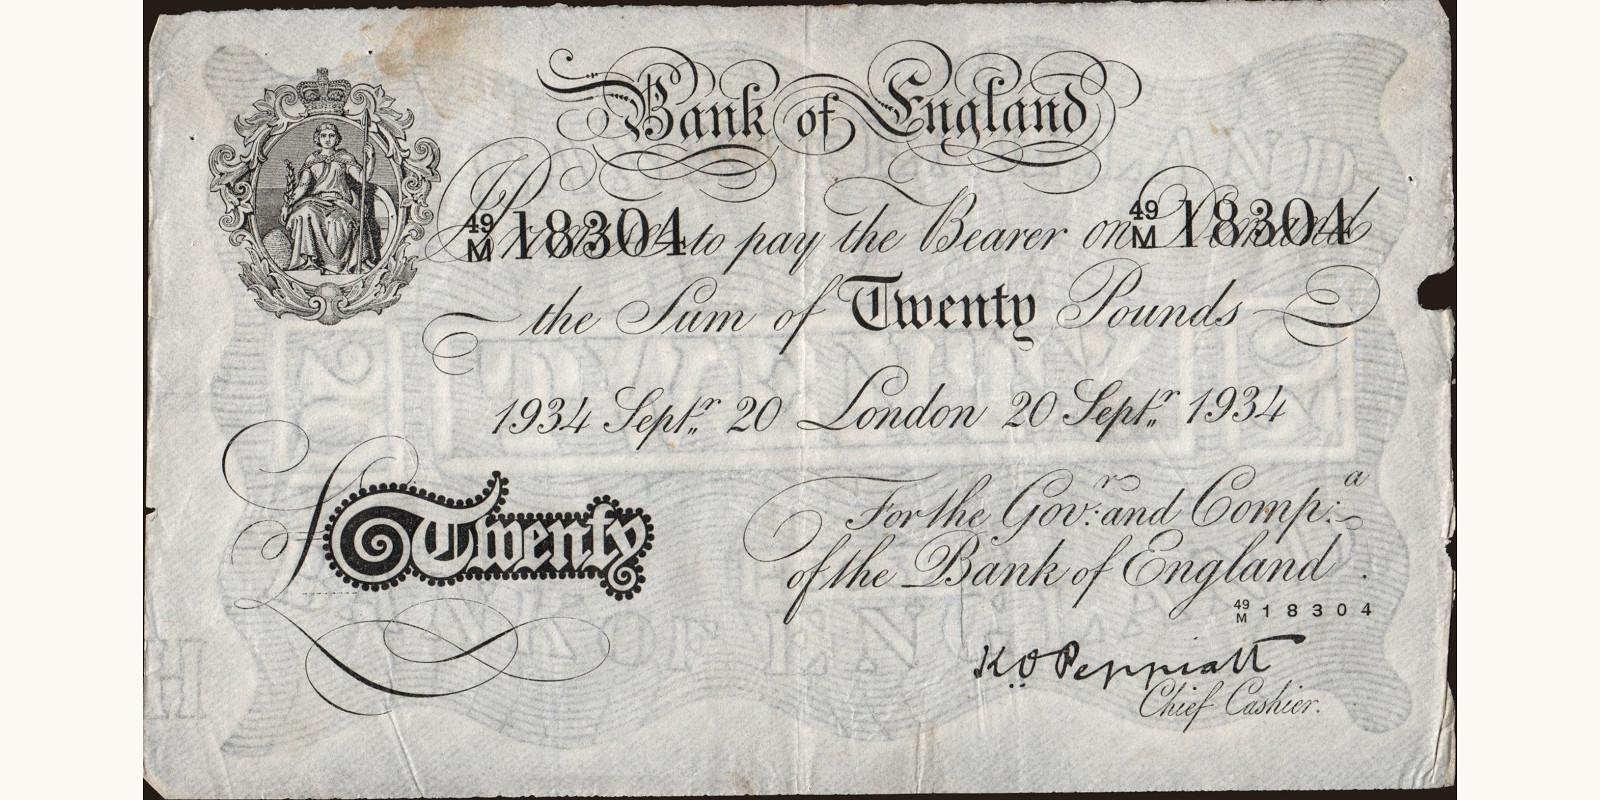 Bank of England
49
M 18304 to pay the Bearer on 49
M 18304
the Sum of Twenty Pounds
1934 Septr 20 London 20 Septr 1934
£Twenty
For the Govr: and Compa:
of the Bank of England.
49
M 18304
K.O. Peppiatt
Chief Cashier.